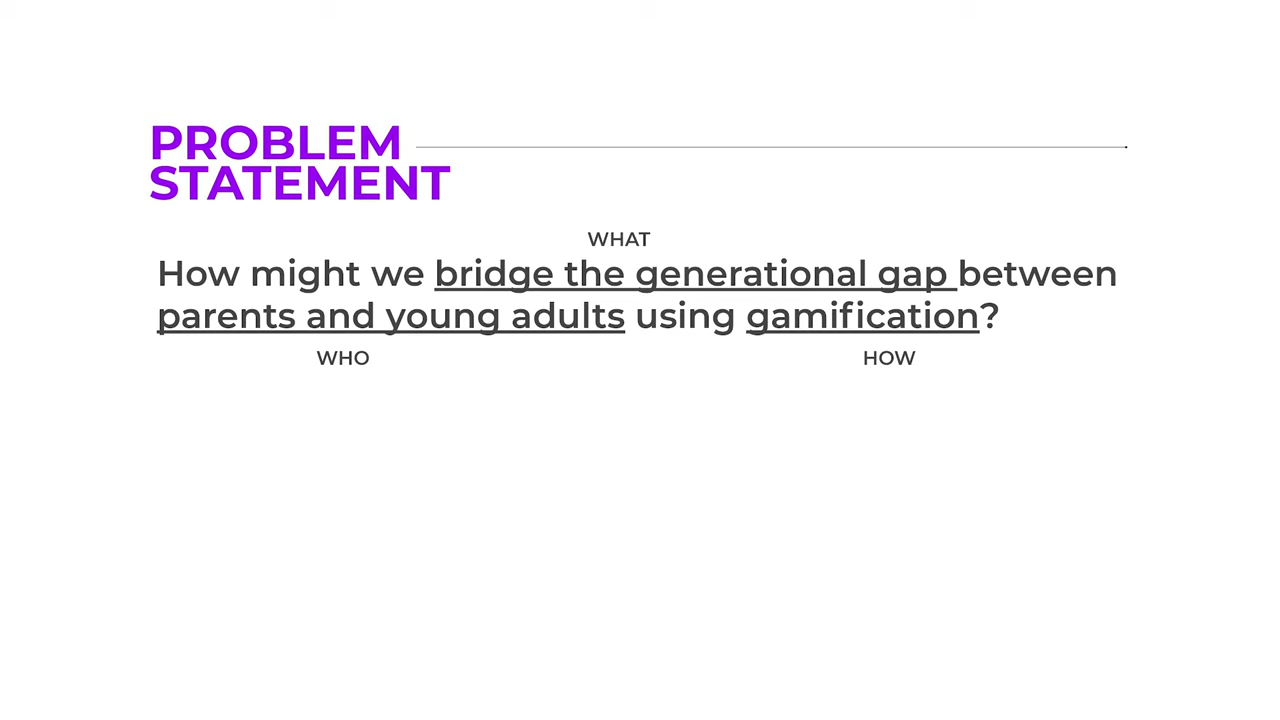 PROBLEM
STATEMENT
WHAT
How might we bridge the generational gap between
parents and young adults using gamification?
WHO HOW